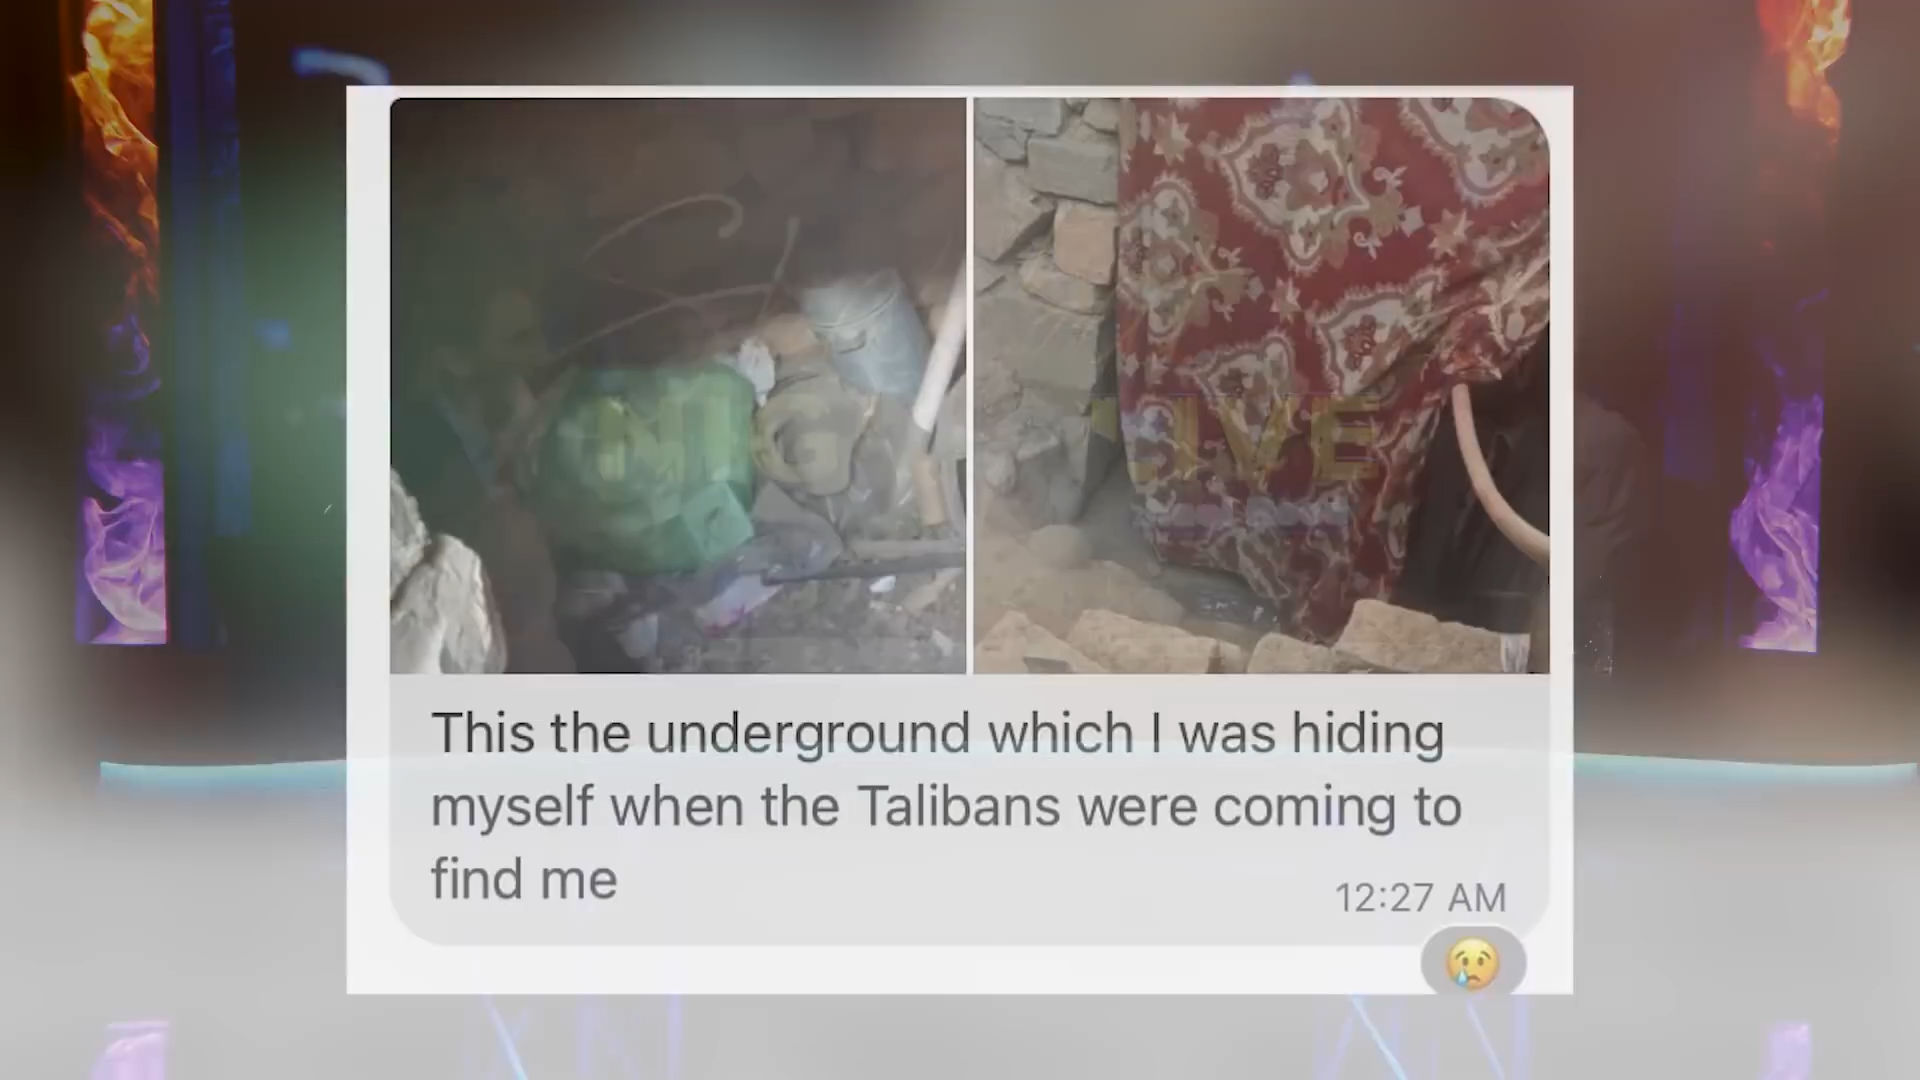 This the underground which I was hiding
myself when the Talibans were coming to
find me
12:27 AM